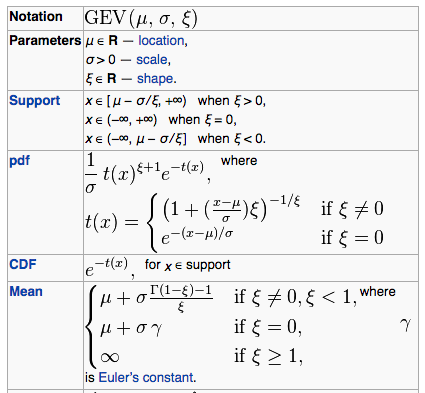 Notation GEV(μ, σ, ξ)
Parameters μ ∈ R — location,
σ > 0 — scale,
ξ ∈ R — shape.
Support x ∈ [ μ − σ/ξ, +∞) when ξ > 0,
x ∈ (−∞, +∞) when ξ = 0,
x ∈ (−∞, μ − σ/ξ] when ξ < 0.
pdf 1/σ t(x)^{ξ+1} e^{−t(x)}, where
t(x) = { (1 + ((x−μ)/σ)ξ)^{−1/ξ} if ξ ≠ 0
e^{−(x−μ)/σ} if ξ = 0
CDF e^{−t(x)}, for x ∈ support
Mean { μ + σ (Γ(1−ξ)−1)/ξ if ξ ≠ 0, ξ < 1, where
μ + σ γ if ξ = 0, γ
∞ if ξ ≥ 1,
is Euler's constant.